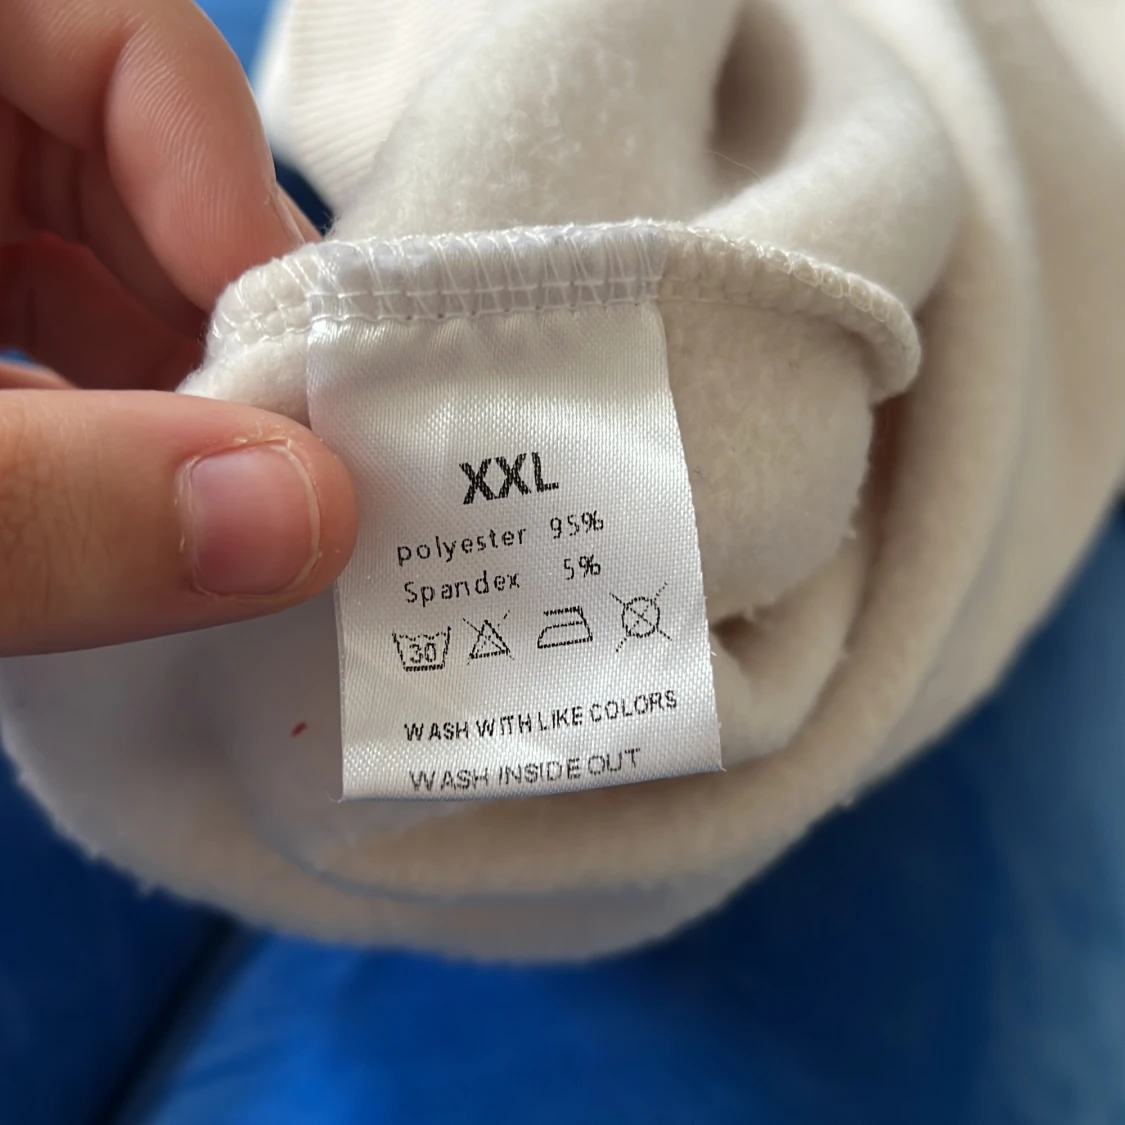 XXL
polyester 95%
Spandex 5%
30
WASH WITH LIKE COLORS
WASH INSIDE OUT